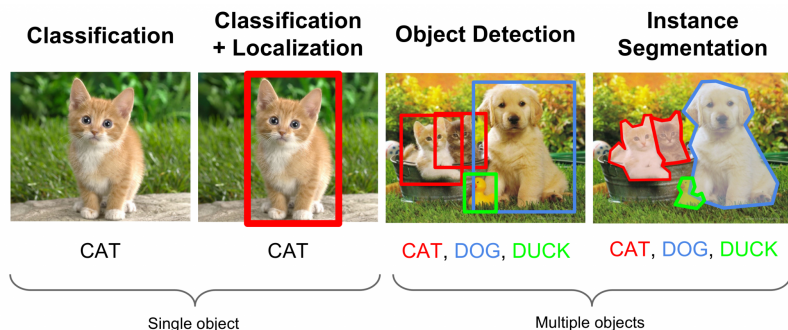 Classification
Classification
+ Localization
Object Detection
Instance
Segmentation
CAT
CAT
CAT, DOG, DUCK
CAT, DOG, DUCK
Single object
Multiple objects